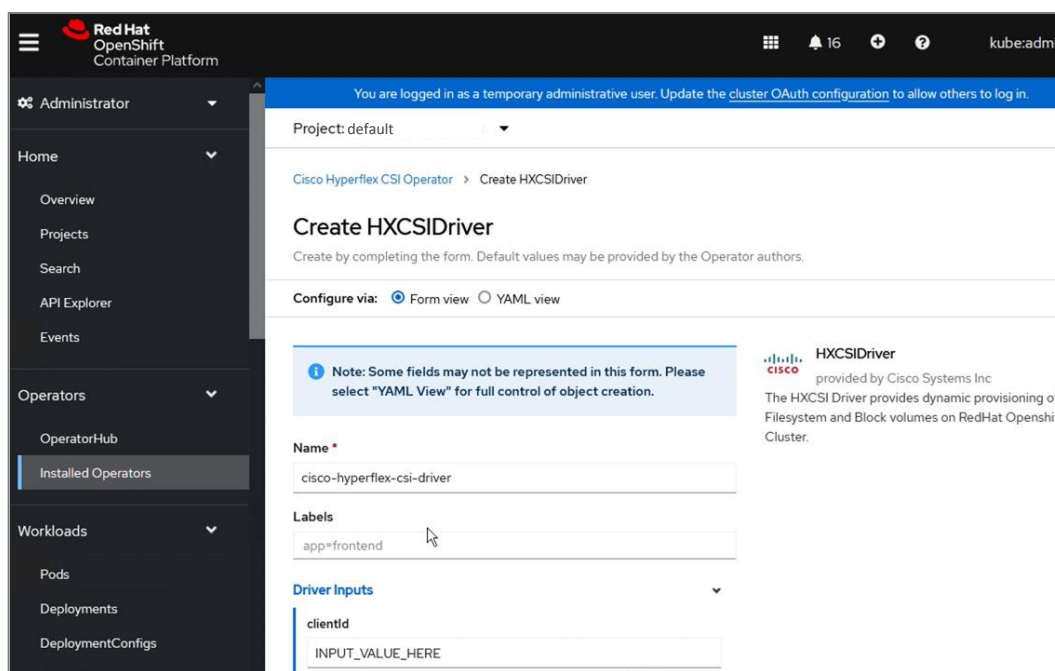 Red Hat
OpenShift
Container Platform
16
kube:adm
Administrator
You are logged in as a temporary administrative user. Update the cluster OAuth configuration to allow others to log in.
Project: default
Home
Overview
Projects
Search
API Explorer
Events
Operators
OperatorHub
Installed Operators
Workloads
Pods
Deployments
DeploymentConfigs
Cisco Hyperflex CSI Operator > Create HXCSIDriver
Create HXCSIDriver
Create by completing the form. Default values may be provided by the Operator authors.
Configure via: Form view YAML view
Note: Some fields may not be represented in this form. Please
select "YAML View" for full control of object creation.
Name *
cisco-hyperflex-csi-driver
Labels
app=frontend
Driver Inputs
clientId
INPUT_VALUE_HERE
CISCO
HXCSIDriver
provided by Cisco Systems Inc
The HXCSI Driver provides dynamic provisioning o
Filesystem and Block volumes on RedHat Openshi
Cluster.